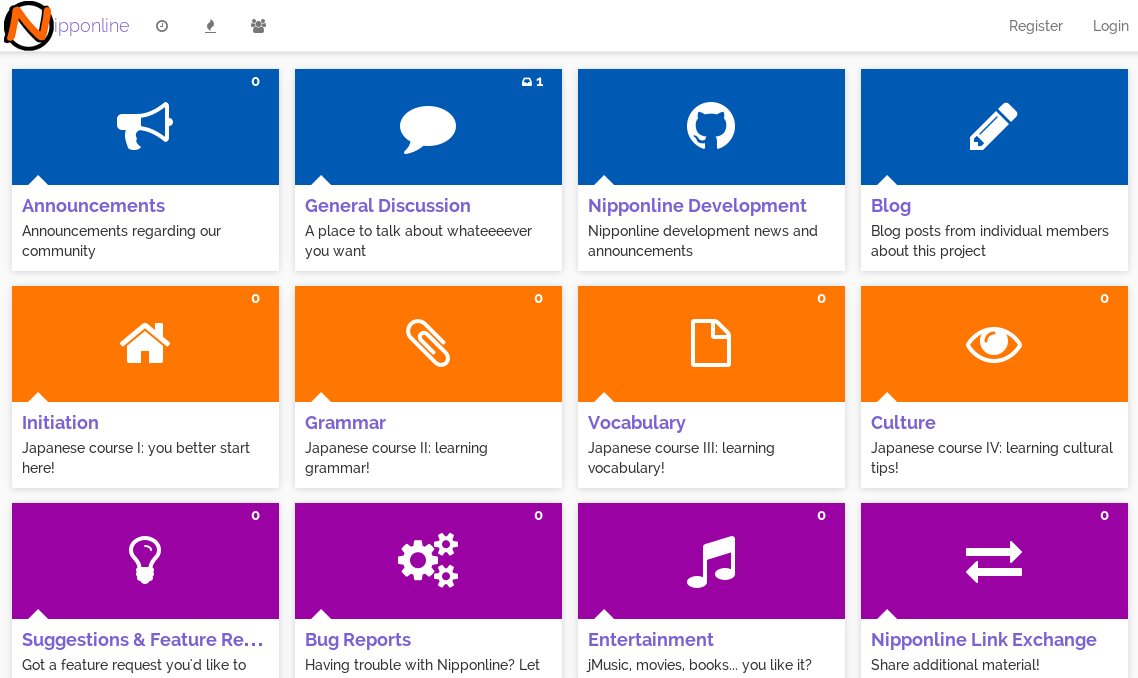 Nipponline
Register Login
0
1
Announcements
Announcements regarding our
community
General Discussion
A place to talk about whateeeever
you want
Nipponline Development
Nipponline development news and
announcements
Blog
Blog posts from individual members
about this project
0
0
0
0
Initiation
Japanese course I: you better start
here!
Grammar
Japanese course II: learning
grammar!
Vocabulary
Japanese course III: learning
vocabulary!
Culture
Japanese course IV: learning cultural
tips!
0
0
0
0
Suggestions & Feature Re...
Got a feature request you'd like to
Bug Reports
Having trouble with Nipponline? Let
Entertainment
jMusic, movies, books... you like it?
Nipponline Link Exchange
Share additional material!